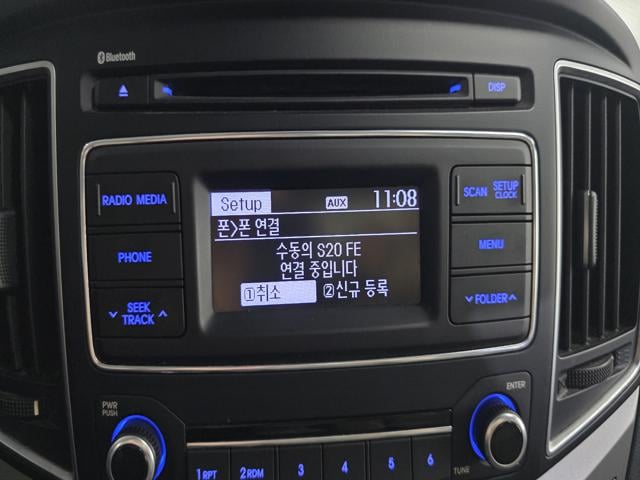 Bluetooth
DISP
RADIO MEDIA
PHONE
SEEK
TRACK
Setup AUX 11:08
폰>폰 연결
수동의 S20 FE
연결 중입니다
①취소 ②신규 등록
SCAN SETUP
CLOCK
MENU
FOLDER
PWR
PUSH
ENTER
TUNE
1 RPT 2 RDM 3 4 5 6